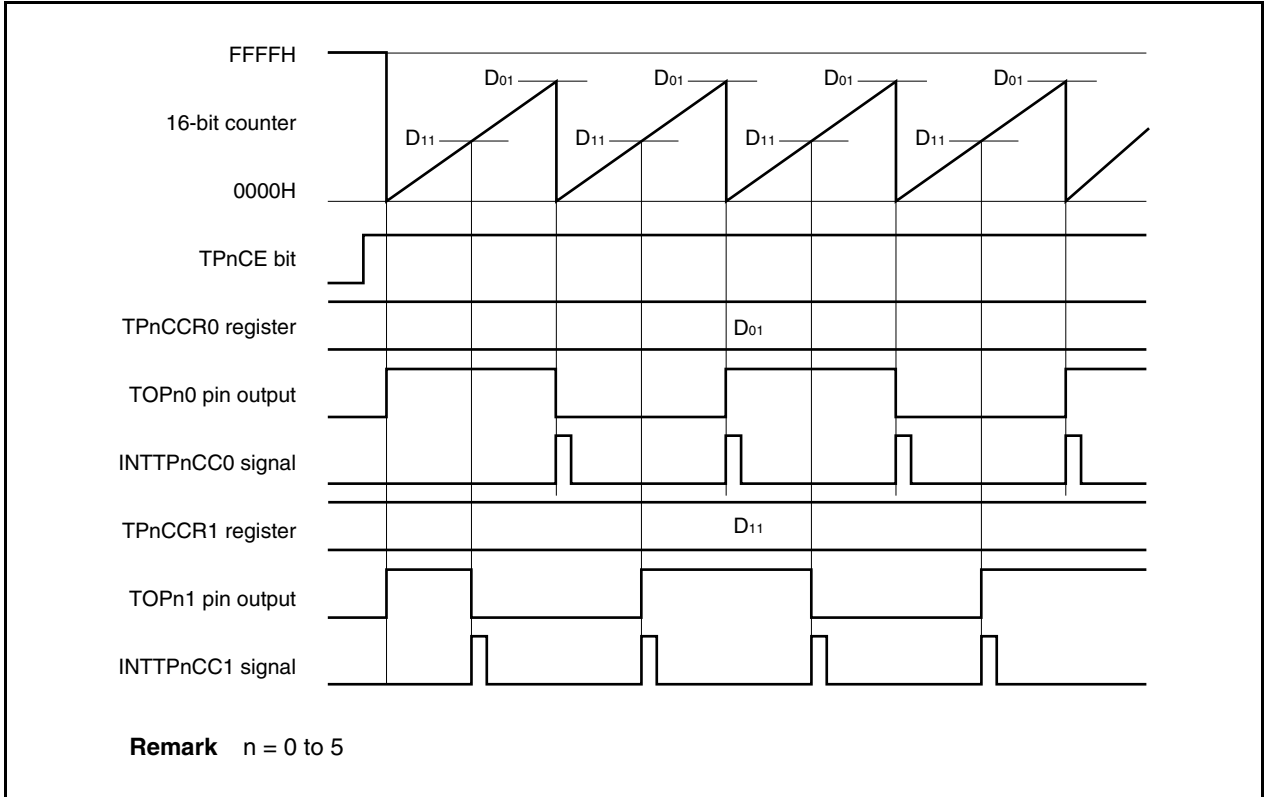 FFFFH
D01 D01 D01 D01
16-bit counter
D11 D11 D11 D11
0000H
TPnCE bit
TPnCCR0 register
D01
TOPn0 pin output
INTTPnCC0 signal
TPnCCR1 register
D11
TOPn1 pin output
INTTPnCC1 signal
Remark n = 0 to 5